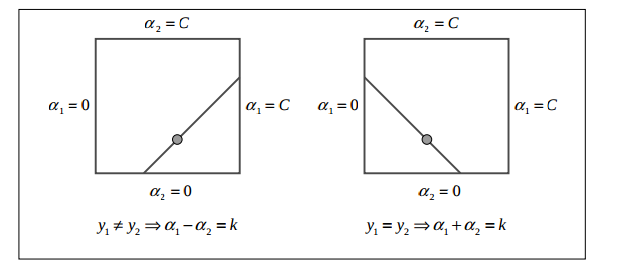 α₂ = C α₂ = C
α₁ = 0 α₁ = C α₁ = 0 α₁ = C
α₂ = 0 α₂ = 0
y₁ ≠ y₂ ⇒ α₁ − α₂ = k y₁ = y₂ ⇒ α₁ + α₂ = k